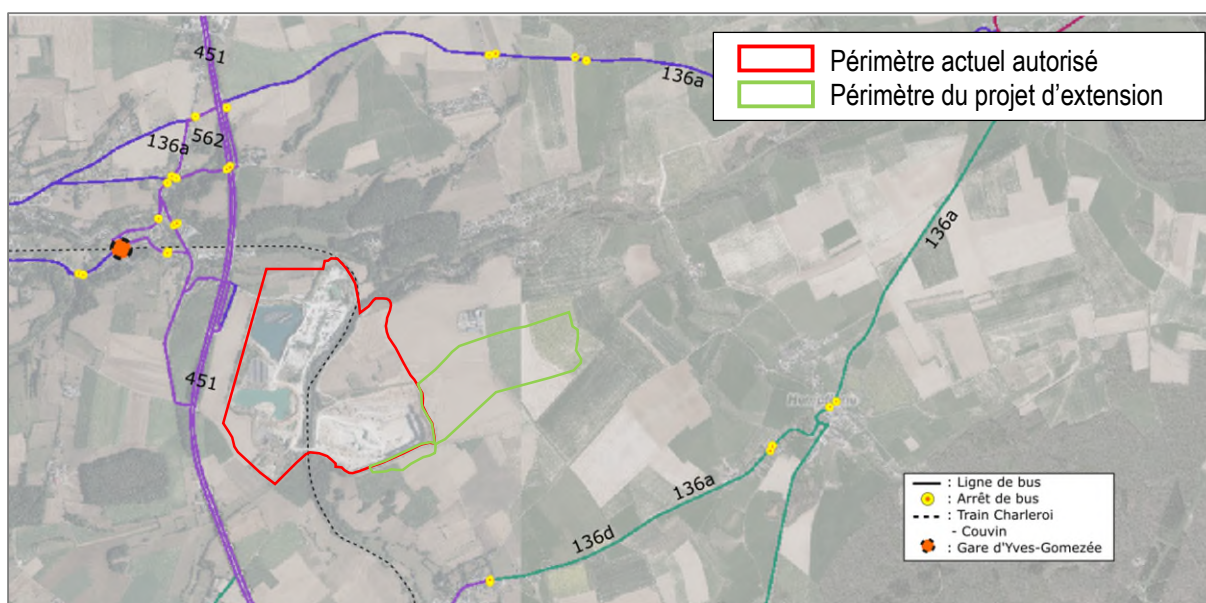 451
136a
Périmètre actuel autorisé
Périmètre du projet d'extension
562
136a
136a
451
136a
136d
: Ligne de bus
: Arrêt de bus
: Train Charleroi
- Couvin
: Gare d'Yves-Gomezée